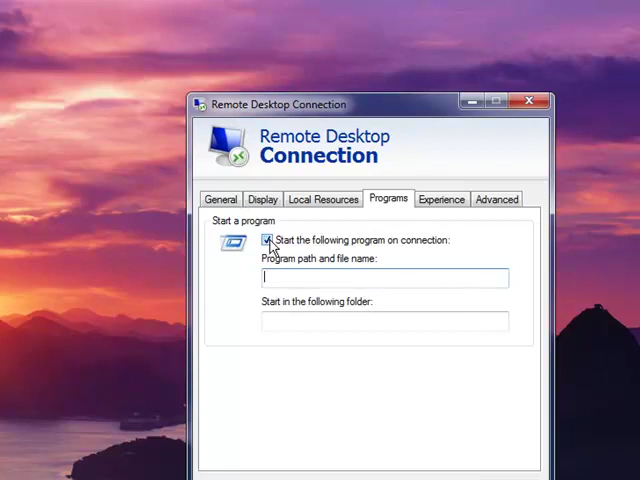 Remote Desktop Connection
Remote Desktop
Connection
General Display Local Resources Programs Experience Advanced
Start a program
Start the following program on connection:
Program path and file name:
Start in the following folder: